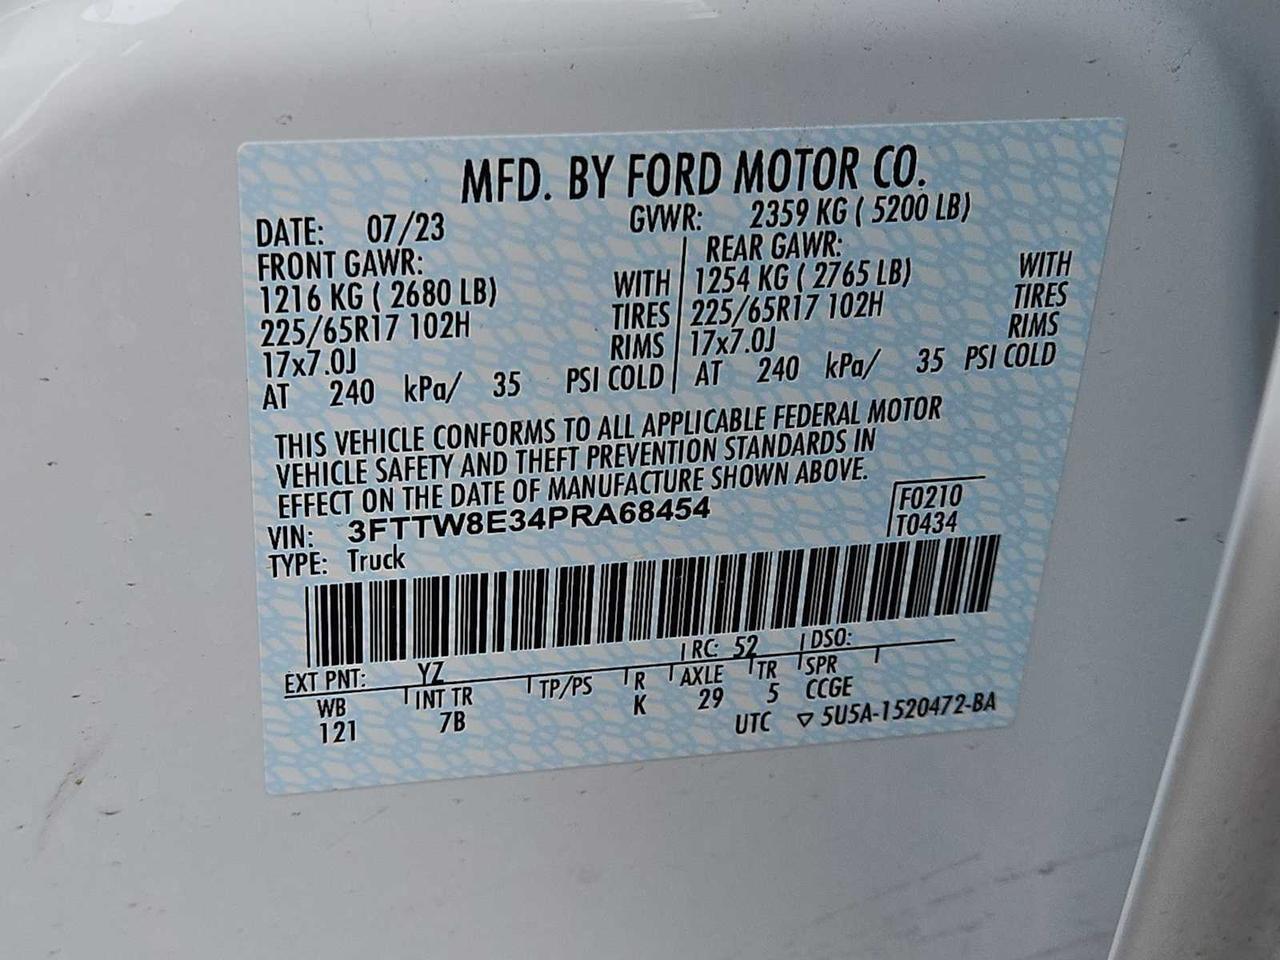 MFD. BY FORD MOTOR CO.
DATE: 07/23 GVWR: 2359 KG ( 5200 LB)
FRONT GAWR: REAR GAWR:
1216 KG ( 2680 LB) WITH 1254 KG ( 2765 LB) WITH
225/65R17 102H TIRES 225/65R17 102H TIRES
17x7.0J RIMS 17x7.0J RIMS
AT 240 kPa/ 35 PSI COLD AT 240 kPa/ 35 PSI COLD
THIS VEHICLE CONFORMS TO ALL APPLICABLE FEDERAL MOTOR
VEHICLE SAFETY AND THEFT PREVENTION STANDARDS IN
EFFECT ON THE DATE OF MANUFACTURE SHOWN ABOVE.
VIN: 3FTTW8E34PRA68454 F0210
TYPE: Truck T0434
EXT PNT: YZ RC: 52 DSO:
WB INT TR TP/PS R AXLE TR SPR
121 7B K 29 5 CCGE
UTC ▽ 5U5A-1520472-BA